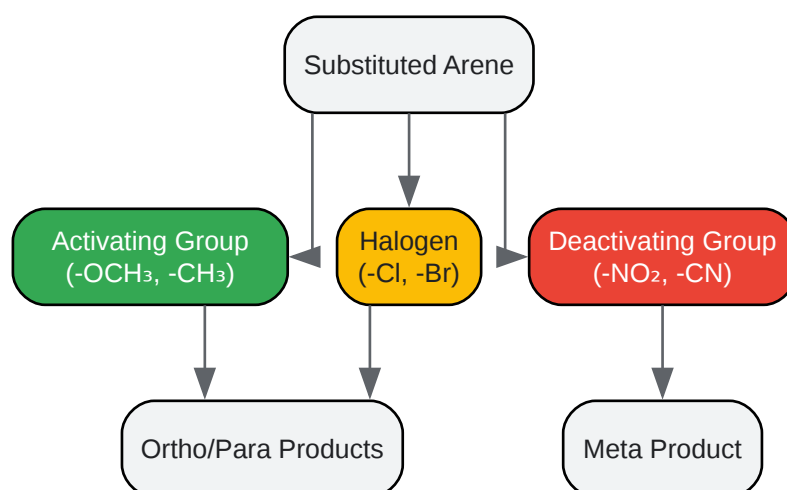 Substituted Arene
Activating Group
(-OCH₃, -CH₃)
Halogen
(-Cl, -Br)
Deactivating Group
(-NO₂, -CN)
Ortho/Para Products
Meta Product